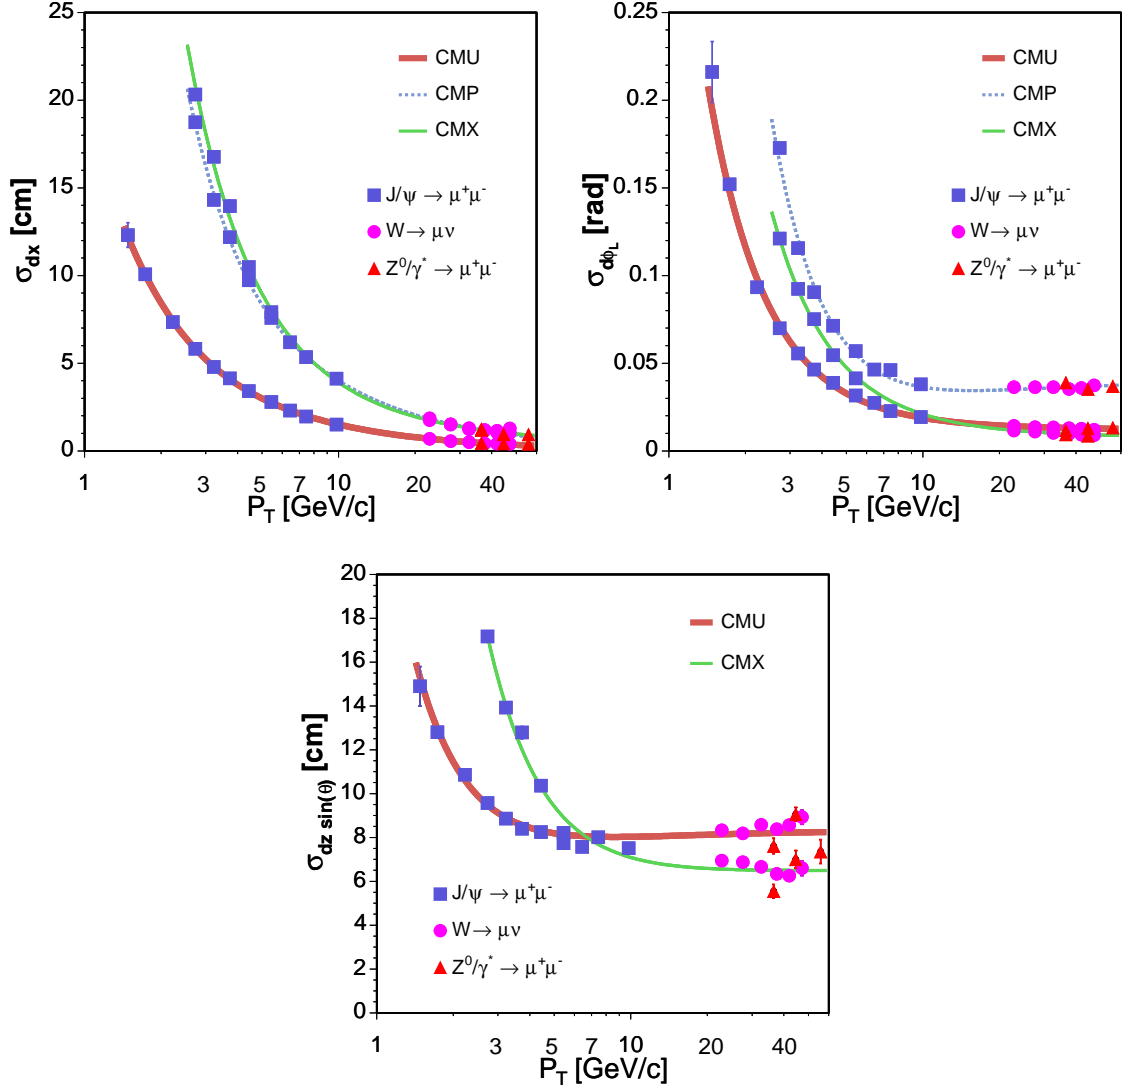 25
20
15
10
5
0
σdx [cm]
CMU
CMP
CMX
J/ψ → μ⁺μ⁻
W→ μν
Z⁰/γ* → μ⁺μ⁻
1 3 5 7 10 20 40
P_T [GeV/c]
0.25
0.2
0.15
0.1
0.05
0
σdϕL [rad]
CMU
CMP
CMX
J/ψ → μ⁺μ⁻
W→ μν
Z⁰/γ* → μ⁺μ⁻
1 3 5 7 10 20 40
P_T [GeV/c]
20
18
16
14
12
10
8
6
4
2
0
σdz sin(θ) [cm]
CMU
CMX
J/ψ → μ⁺μ⁻
W→ μν
Z⁰/γ* → μ⁺μ⁻
1 3 5 7 10 20 40
P_T [GeV/c]